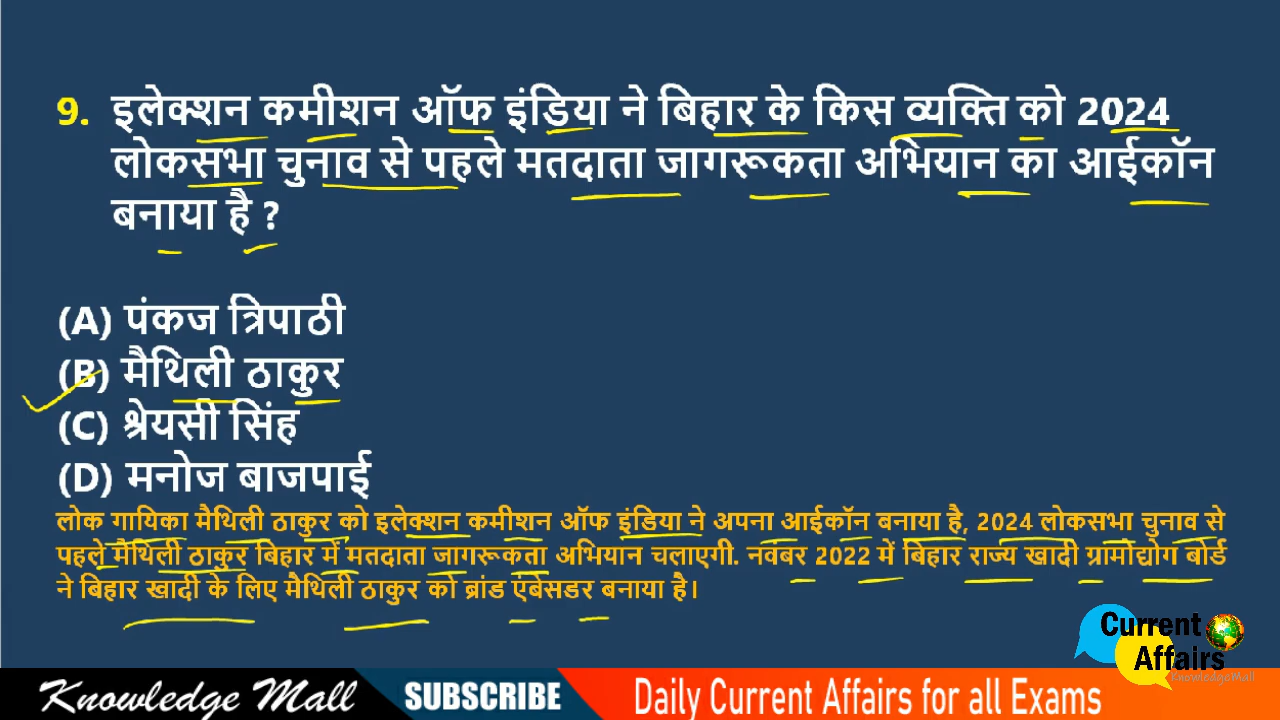 9. इलेक्शन कमीशन ऑफ इंडिया ने बिहार के किस व्यक्ति को 2024
लोकसभा चुनाव से पहले मतदाता जागरूकता अभियान का आईकॉन
बनाया है ?
(A) पंकज त्रिपाठी
(B) मैथिली ठाकुर
(C) श्रेयसी सिंह
(D) मनोज बाजपाई
लोक गायिका मैथिली ठाकुर को इलेक्शन कमीशन ऑफ इंडिया ने अपना आईकॉन बनाया है, 2024 लोकसभा चुनाव से
पहले मैथिली ठाकुर बिहार में मतदाता जागरूकता अभियान चलाएगी. नवंबर 2022 में बिहार राज्य खादी ग्रामोद्योग बोर्ड
ने बिहार खादी के लिए मैथिली ठाकुर को ब्रांड एंबेसडर बनाया है।
Current
Affairs
KnowledgeMall
Knowledge Mall
SUBSCRIBE
Daily Current Affairs for all Exams